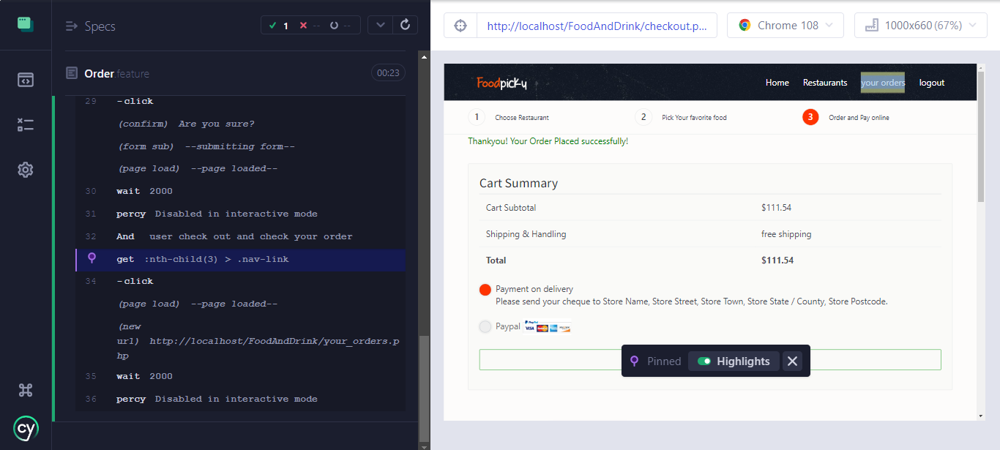 Specs
1 -- --
Order.feature
00:23
29 -click
(confirm) Are you sure?
(form sub) --submitting form--
(page load) --page loaded--
30 wait 2000
31 percy Disabled in interactive mode
32 And user check out and check your order
get :nth-child(3) > .nav-link
34 -click
(page load) --page loaded--
(new
url) http://localhost/FoodAndDrink/your_orders.p
hp
35 wait 2000
36 percy Disabled in interactive mode
cy
http://localhost/FoodAndDrink/checkout.p...
Chrome 108
1000x660 (67%)
Foodpicky
Home Restaurants your orders logout
1 Choose Restaurant 2 Pick Your favorite food 3 Order and Pay online
Thankyou! Your Order Placed successfully!
Cart Summary
Cart Subtotal $111.54
Shipping & Handling free shipping
Total $111.54
Payment on delivery
Please send your cheque to Store Name, Store Street, Store Town, Store State / County, Store Postcode.
Paypal PayPal VISA
Pinned Highlights